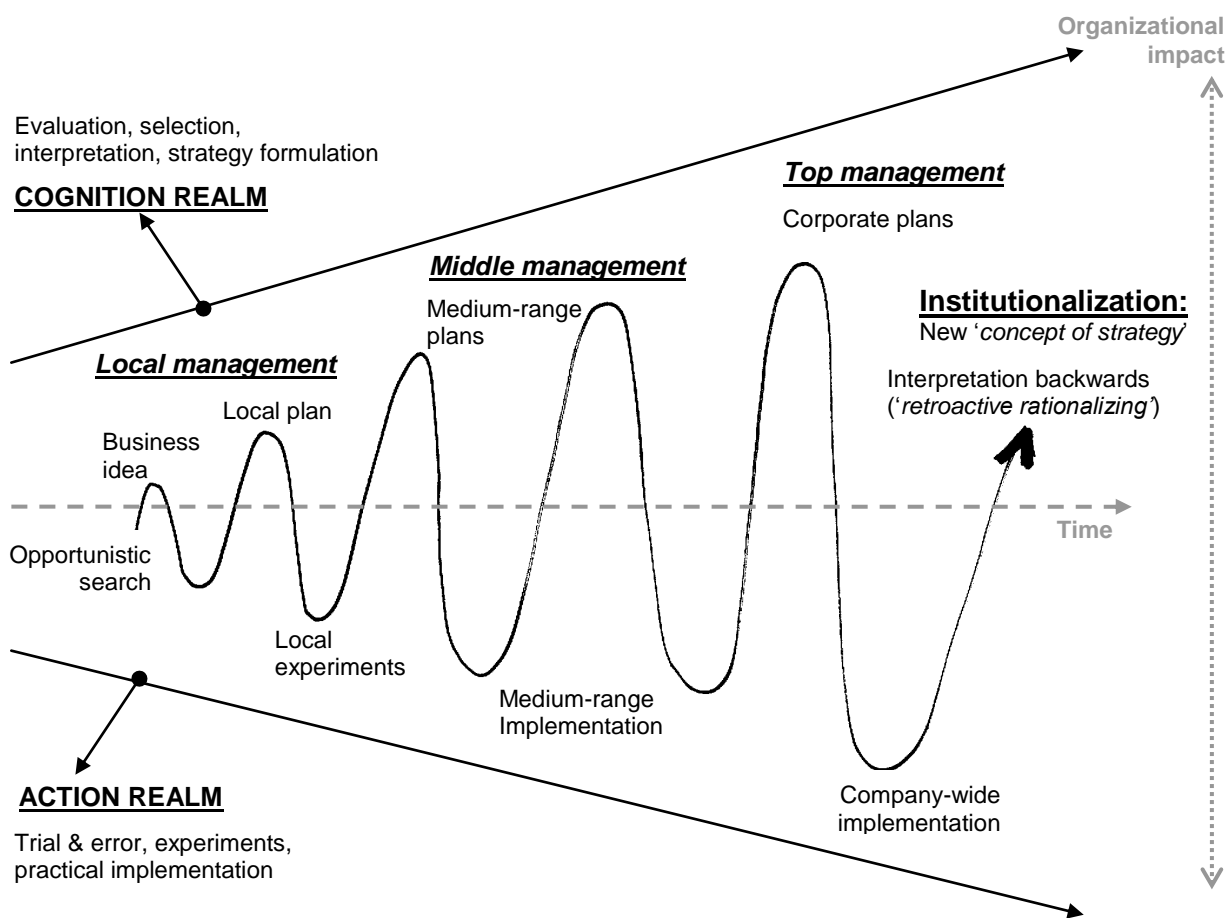 Organizational
impact
Evaluation, selection,
interpretation, strategy formulation
COGNITION REALM
Top management
Corporate plans
Middle management
Medium-range
plans
Institutionalization:
New ‘concept of strategy’
Interpretation backwards
(‘retroactive rationalizing’)
Local management
Local plan
Business
idea
Time
Opportunistic
search
Local
experiments
Medium-range
Implementation
ACTION REALM
Trial & error, experiments,
practical implementation
Company-wide
implementation